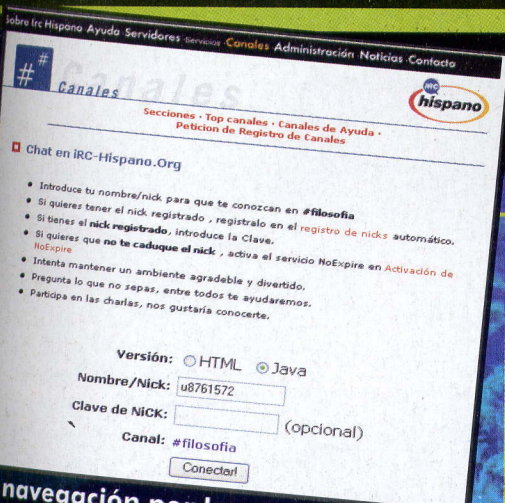 Sobre Irc Hispano Ayuda Servidores Servicios Canales Administración Noticias Contacto
# #
Canales
irc
hispano
Secciones · Top canales · Canales de Ayuda ·
Peticion de Registro de Canales
Chat en iRC-Hispano.Org
• Introduce tu nombre/nick para que te conozcan en #filosofia
• Si quieres tener el nick registrado , registralo en el registro de nicks automático.
• Si tienes el nick registrado, introduce la Clave.
• Si quieres que no te caduque el nick , activa el servicio NoExpire en Activación de
NoExpire
• Intenta mantener un ambiente agradable y divertido.
• Pregunta lo que no sepas, entre todos te ayudaremos.
• Participa en las charlas, nos gustaría conocerte.
Versión: HTML Java
Nombre/Nick: u8761572
Clave de NiCK: (opcional)
Canal: #filosofia
Conectar!
navegación